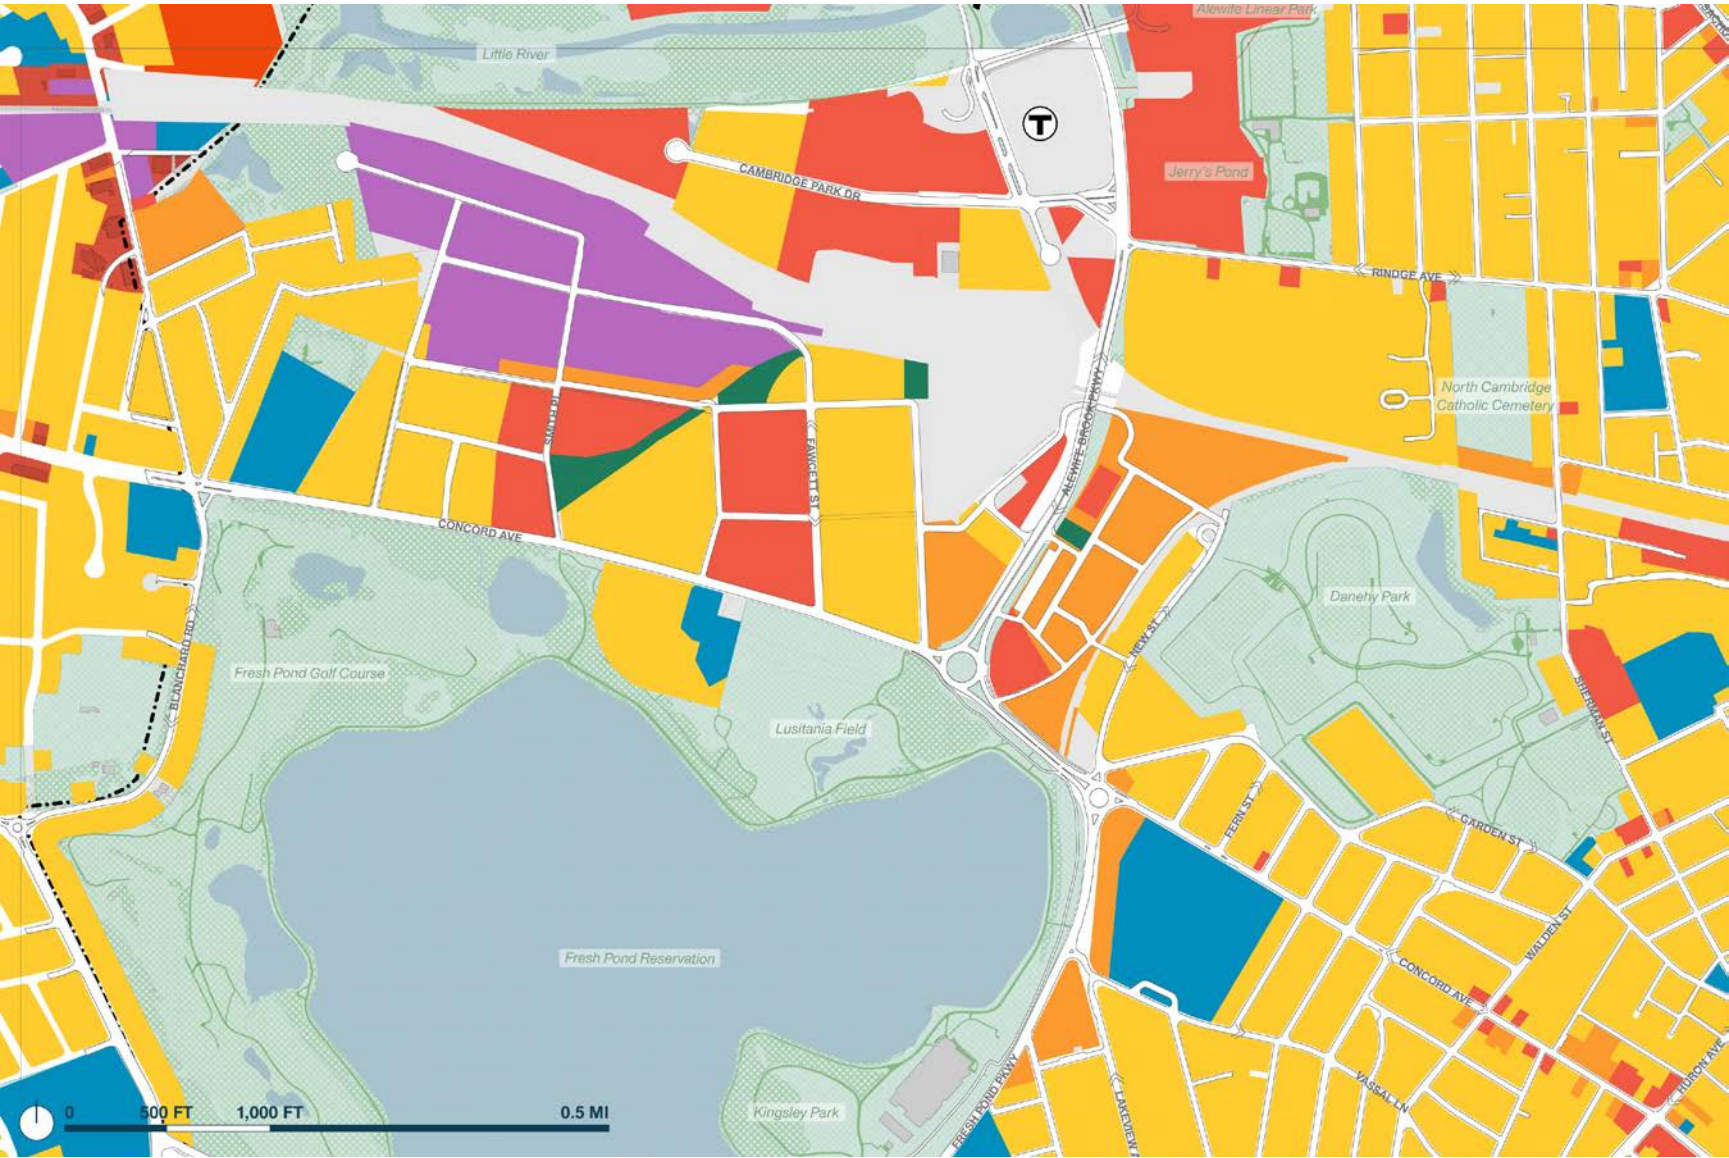 Alewife Linear Park
Little River
T
CAMBRIDGE PARK DR
Jerry's Pond
RINDGE AVE
North Cambridge
Catholic Cemetery
SMITH PL
FAWCETT ST
ALEWIFE BROOK PKWY
CONCORD AVE
BLANCHARD RD
Fresh Pond Golf Course
Danehy Park
NEW ST
SHERMAN ST
Lusitania Field
FERN ST
GARDEN ST
WALDEN ST
Fresh Pond Reservation
CONCORD AVE
HURON AVE
VASSAL LN
FRESH POND PKWY
LAKEVIEW
Kingsley Park
0 500 FT 1,000 FT 0.5 MI